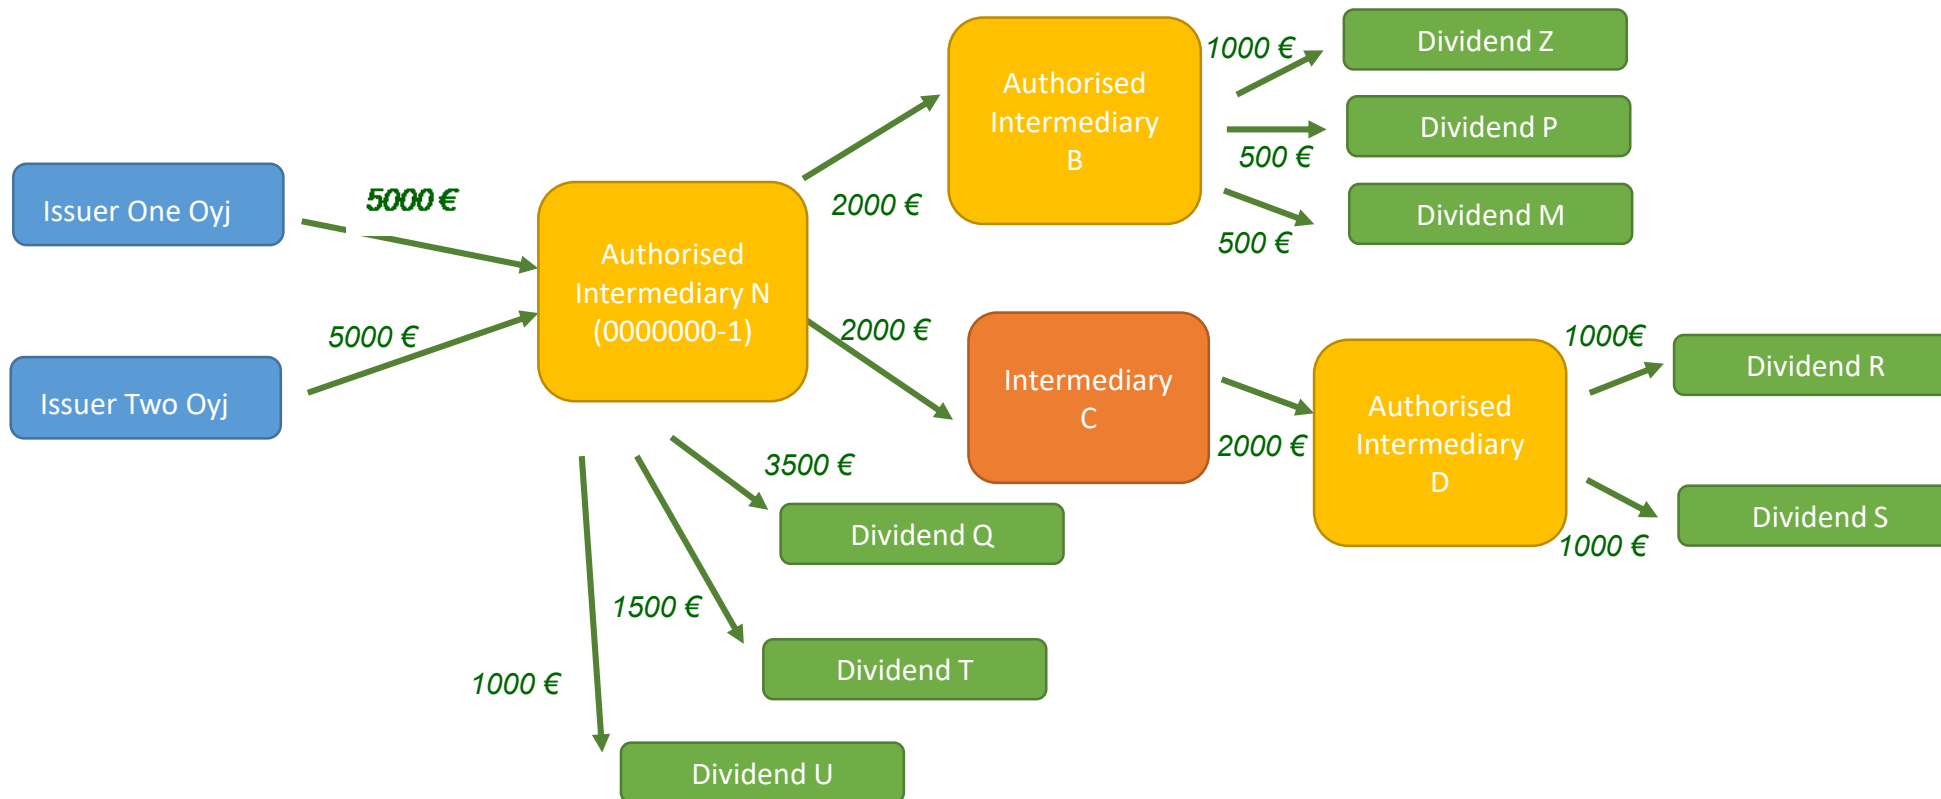 Issuer One Oyj
5000 €
Issuer Two Oyj
5000 €
Authorised
Intermediary N
(0000000-1)
2000 €
Authorised
Intermediary
B
1000 €
Dividend Z
500 €
Dividend P
500 €
Dividend M
2000 €
Intermediary
C
2000 €
Authorised
Intermediary
D
1000€
Dividend R
1000 €
Dividend S
3500 €
Dividend Q
1500 €
Dividend T
1000 €
Dividend U